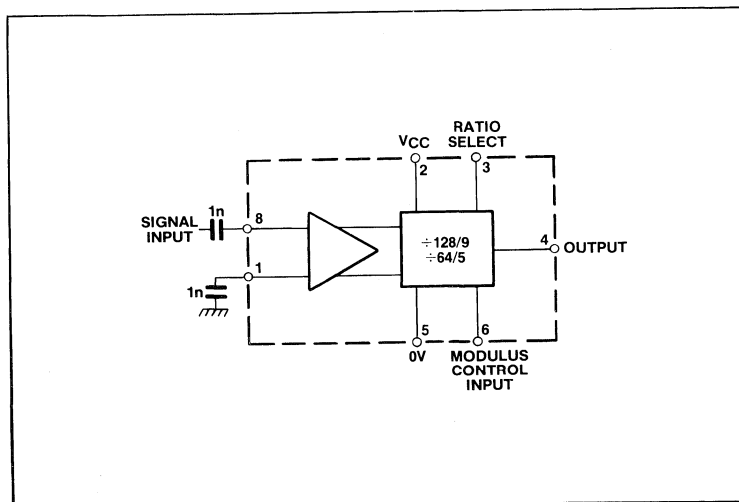 VCC
RATIO
SELECT
2
3
SIGNAL
INPUT
1n
8
÷128/9
÷64/5
4
OUTPUT
1
1n
5
6
0V
MODULUS
CONTROL
INPUT